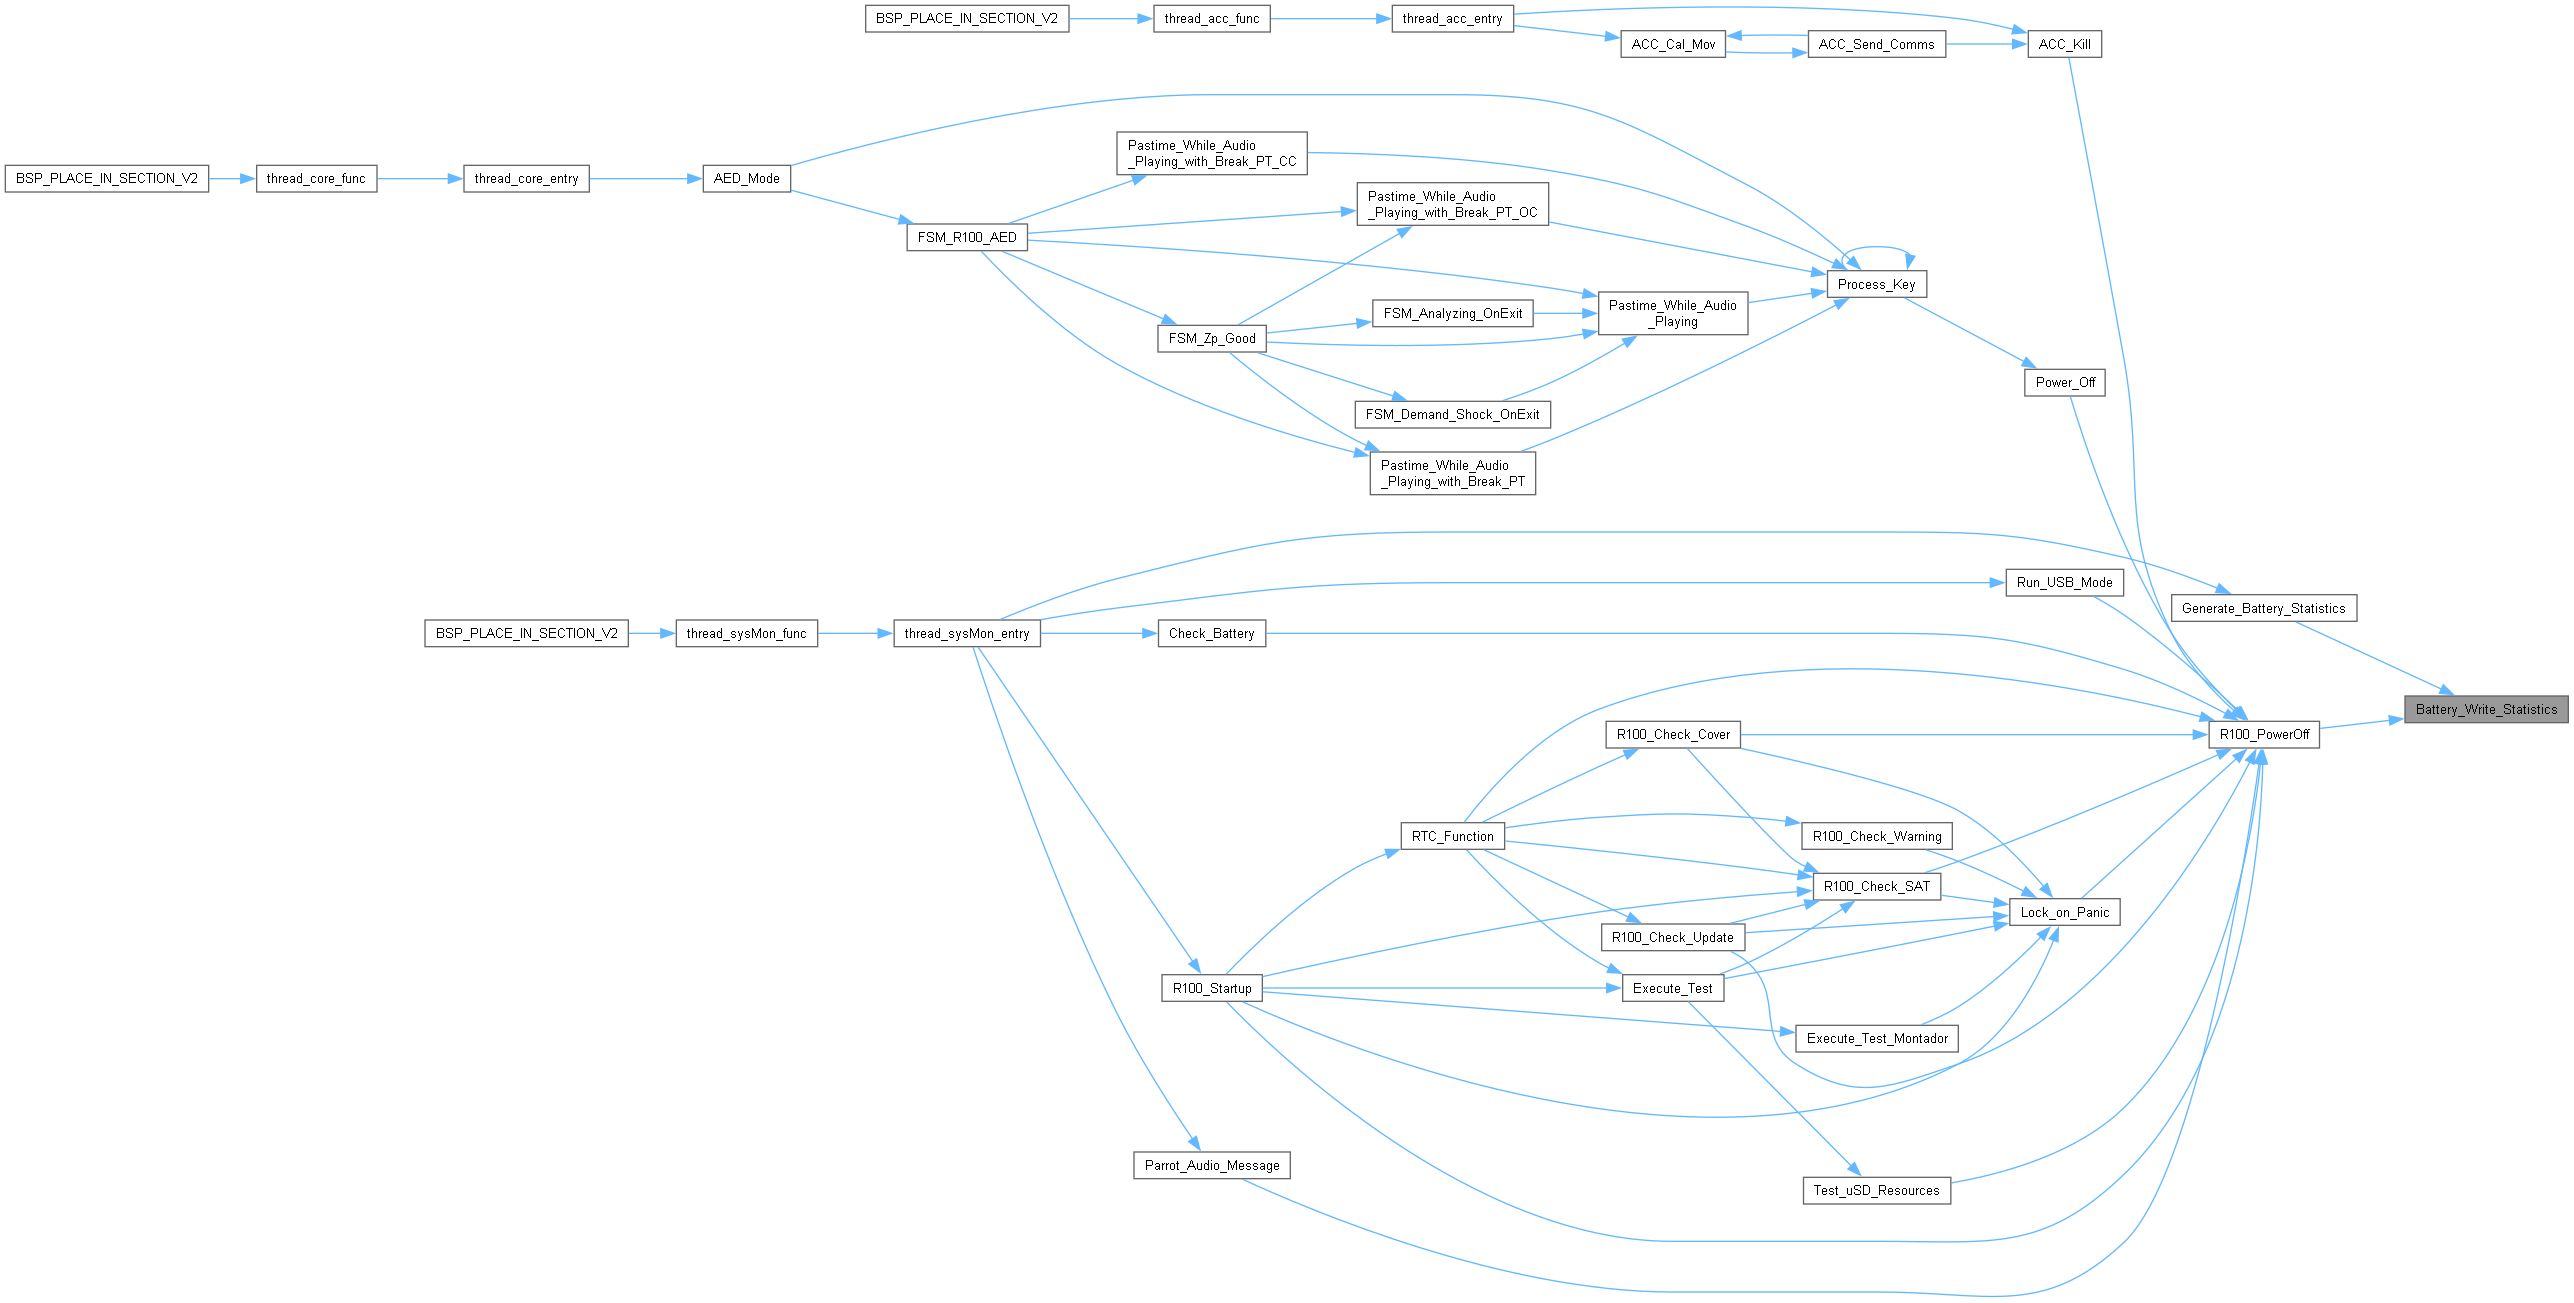 BSP_PLACE_IN_SECTION_V2
thread_acc_func
thread_acc_entry
ACC_Cal_Mov
ACC_Send_Comms
ACC_Kill
Pastime_While_Audio
_Playing_with_Break_PT_CC
BSP_PLACE_IN_SECTION_V2
thread_core_func
thread_core_entry
AED_Mode
Pastime_While_Audio
_Playing_with_Break_PT_OC
FSM_R100_AED
Process_Key
Pastime_While_Audio
_Playing
FSM_Analyzing_OnExit
FSM_Zp_Good
Power_Off
FSM_Demand_Shock_OnExit
Pastime_While_Audio
_Playing_with_Break_PT
Run_USB_Mode
Generate_Battery_Statistics
BSP_PLACE_IN_SECTION_V2
thread_sysMon_func
thread_sysMon_entry
Check_Battery
Battery_Write_Statistics
R100_Check_Cover
R100_PowerOff
RTC_Function
R100_Check_Warning
R100_Check_SAT
Lock_on_Panic
R100_Check_Update
R100_Startup
Execute_Test
Execute_Test_Montador
Parrot_Audio_Message
Test_uSD_Resources